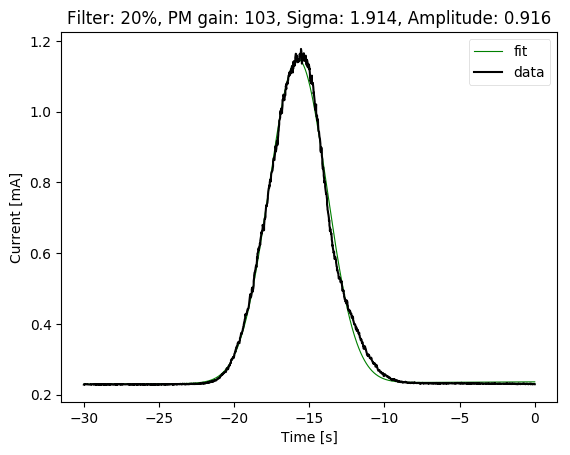 Filter: 20%, PM gain: 103, Sigma: 1.914, Amplitude: 0.916
fit
data
1.2
1.0
0.8
0.6
0.4
0.2
Current [mA]
−30
−25
−20
−15
−10
−5
0
Time [s]